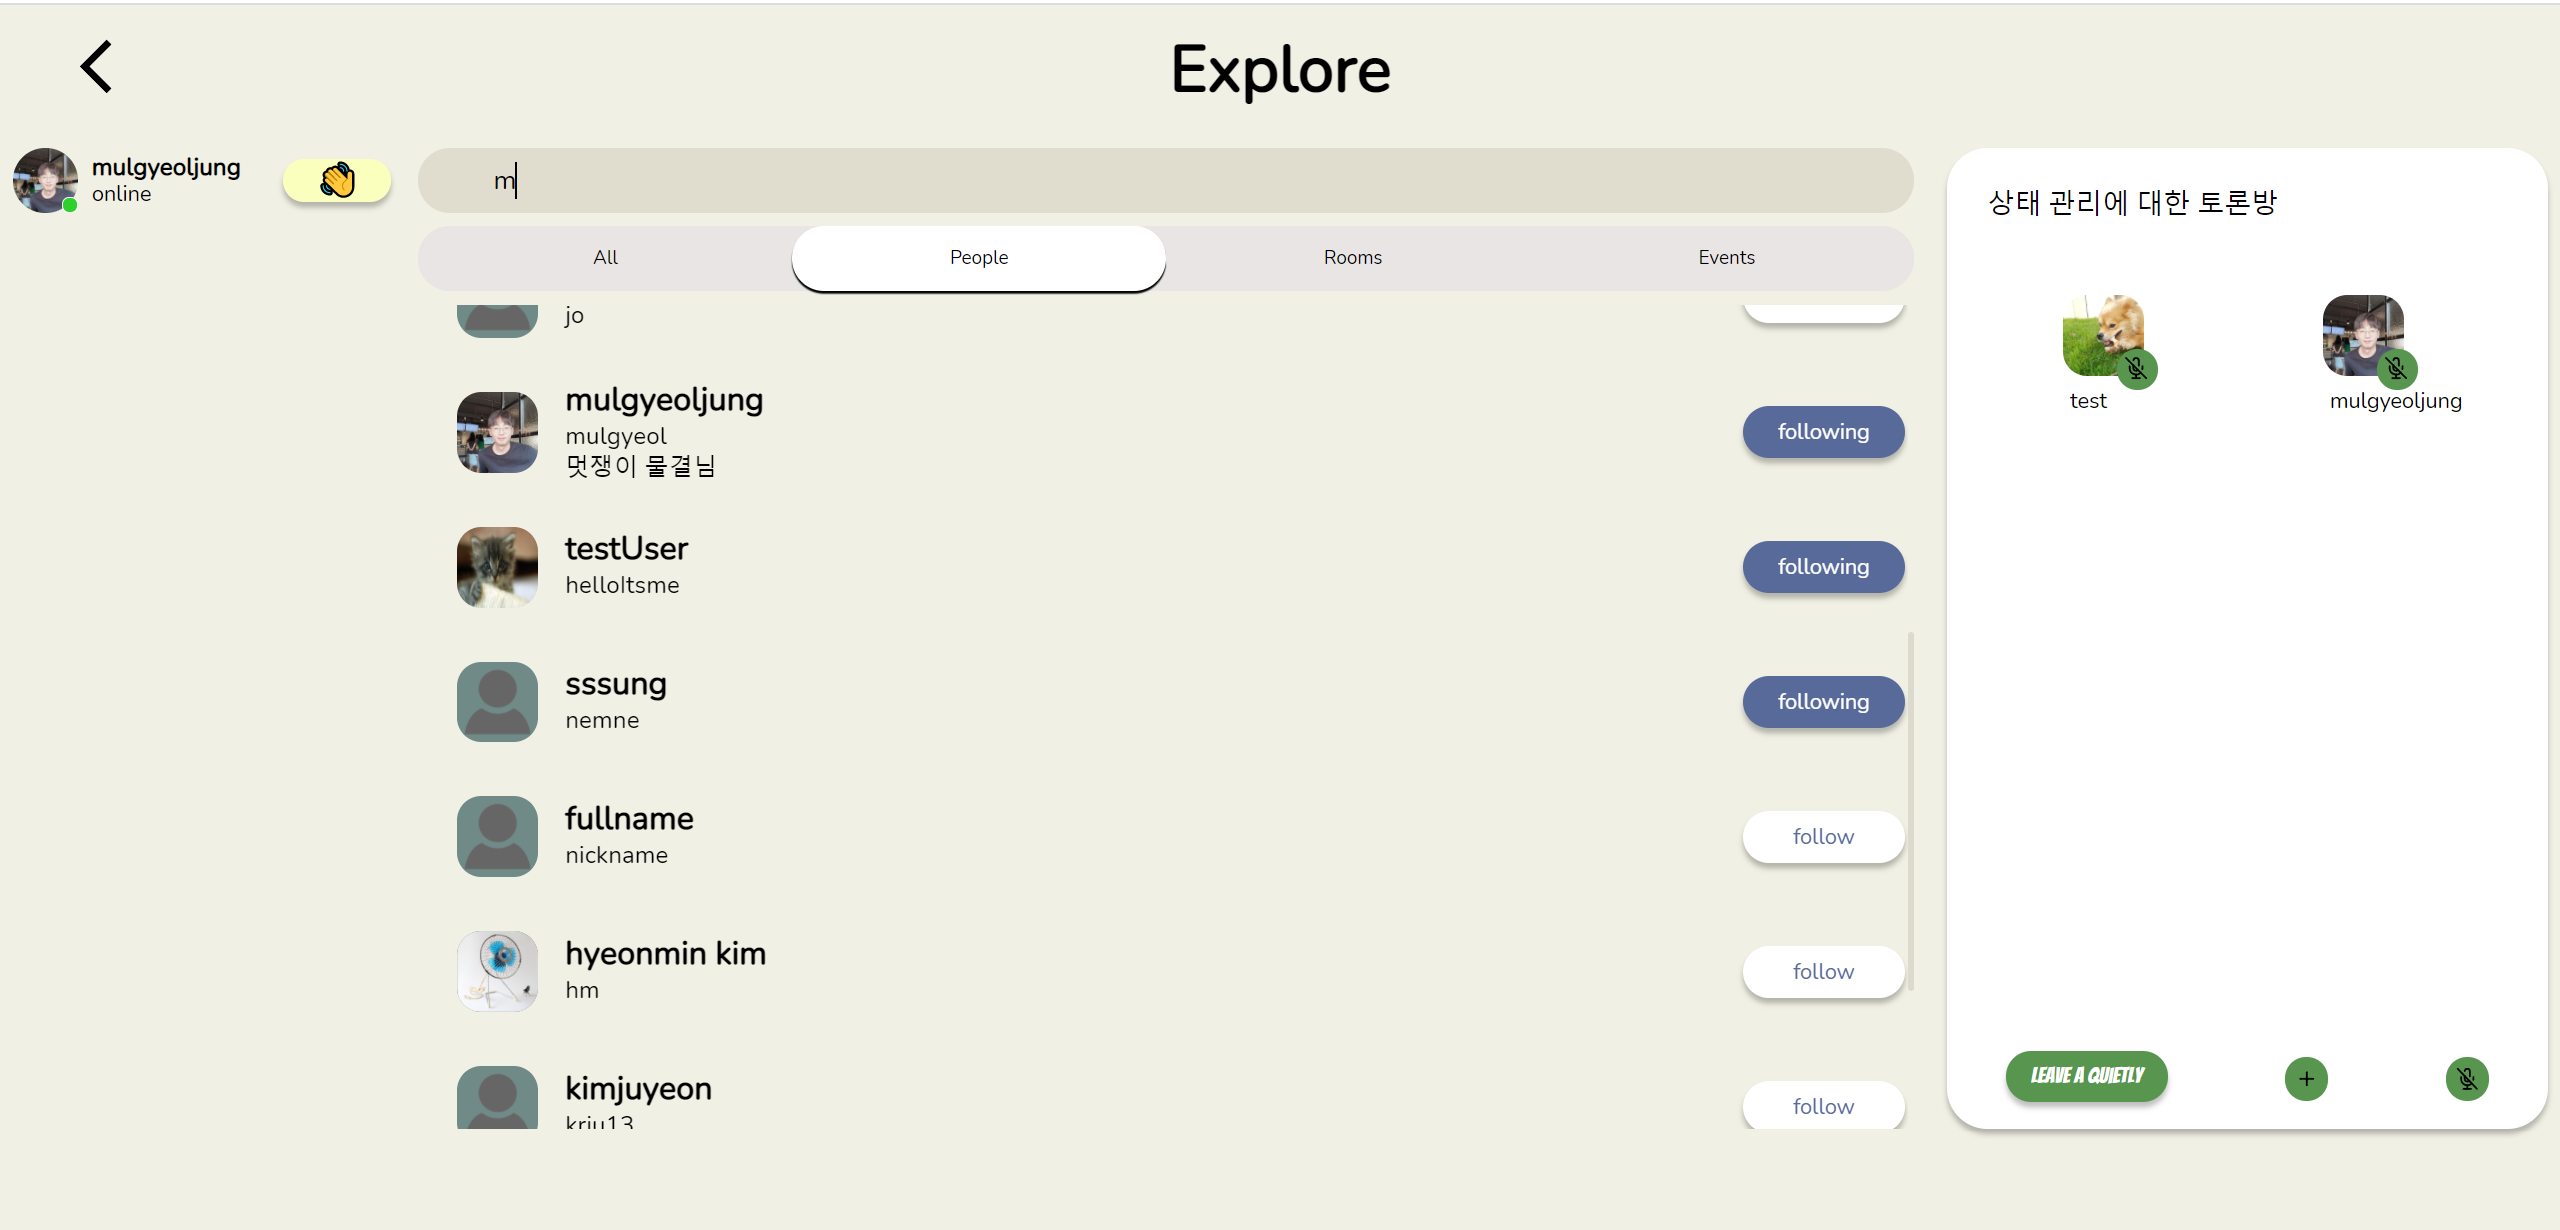 Explore
mulgyeoljung
online
m
All
People
Rooms
Events
jo
mulgyeoljung
mulgyeol
멋쟁이 물결님
following
testUser
helloItsme
following
sssung
nemne
following
fullname
nickname
follow
hyeonmin kim
hm
follow
kimjuyeon
krju13
follow
상태 관리에 대한 토론방
test
mulgyeoljung
LEAVE A QUIETLY